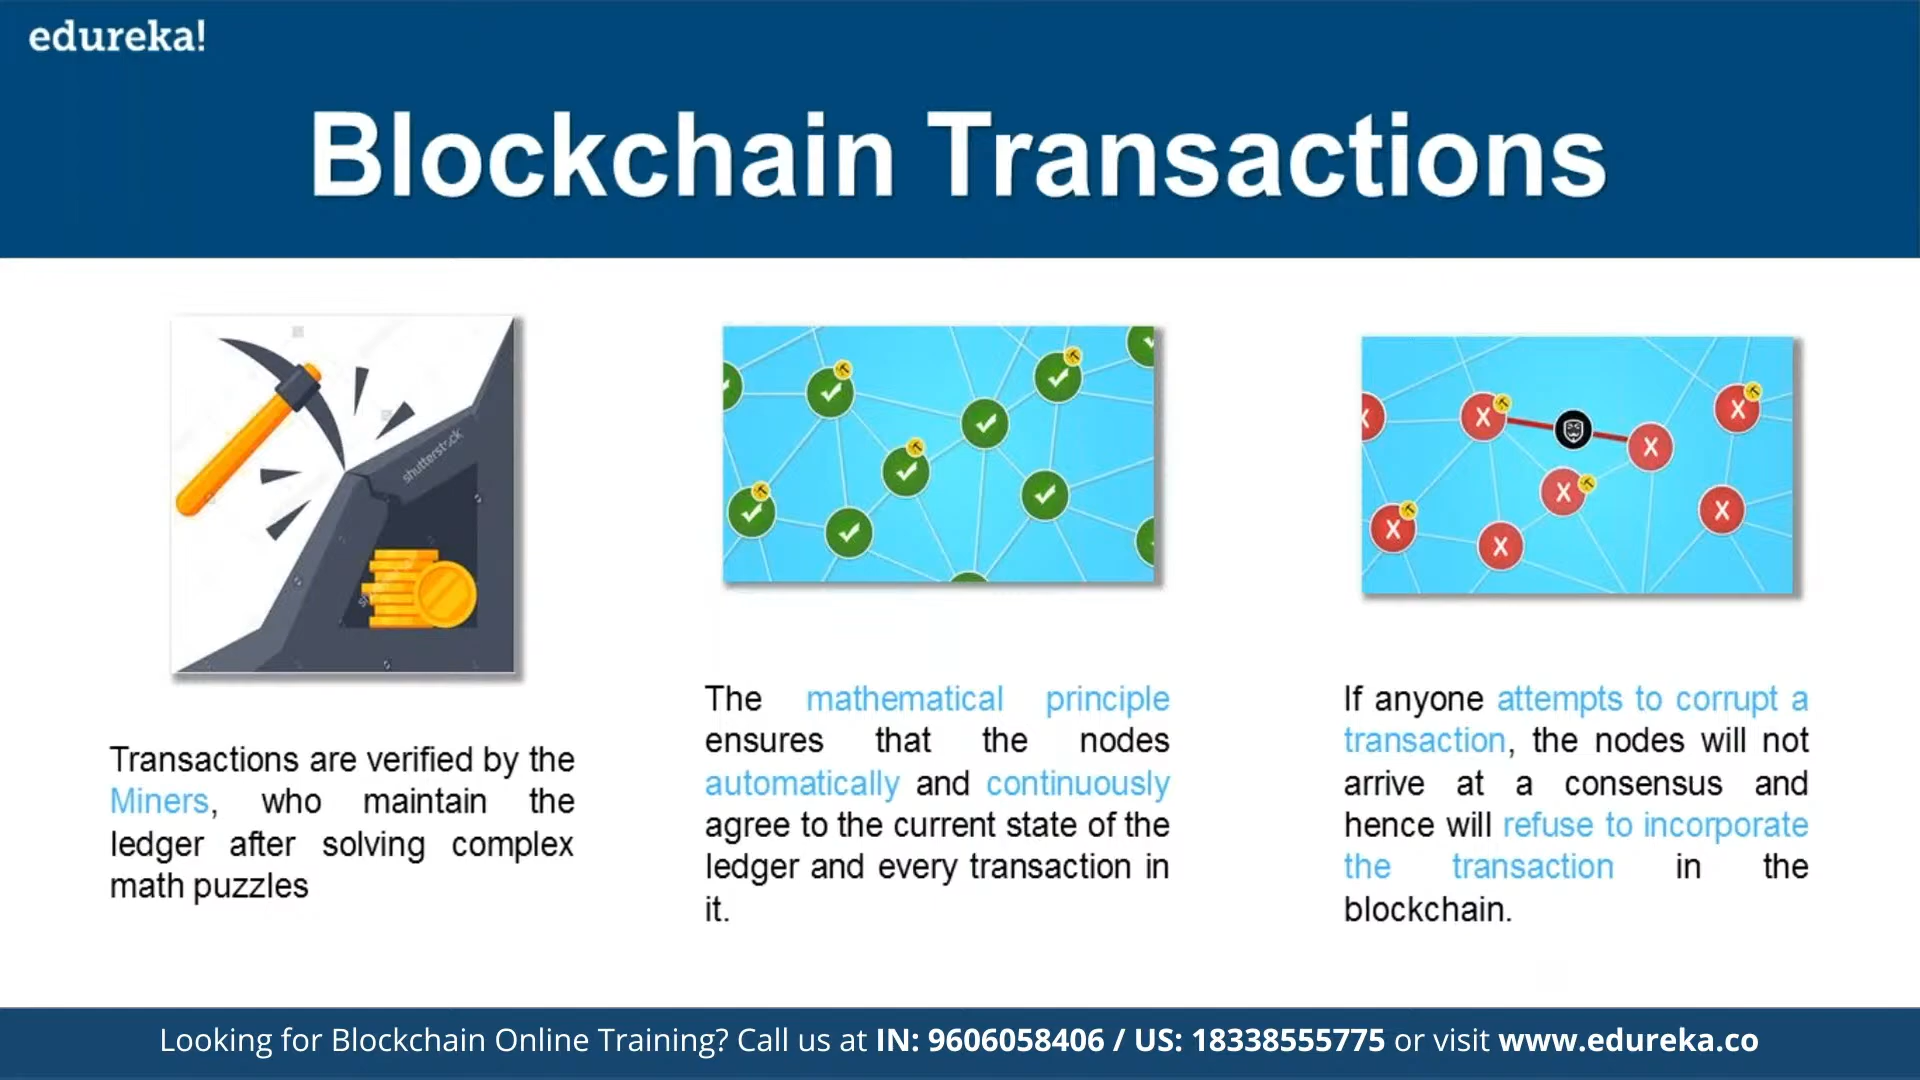 edureka!
Blockchain Transactions
shutterstock
Transactions are verified by the
Miners, who maintain the
ledger after solving complex
math puzzles
The mathematical principle
ensures that the nodes
automatically and continuously
agree to the current state of the
ledger and every transaction in
it.
If anyone attempts to corrupt a
transaction, the nodes will not
arrive at a consensus and
hence will refuse to incorporate
the transaction in the
blockchain.
Looking for Blockchain Online Training? Call us at IN: 9606058406 / US: 18338555775 or visit www.edureka.co